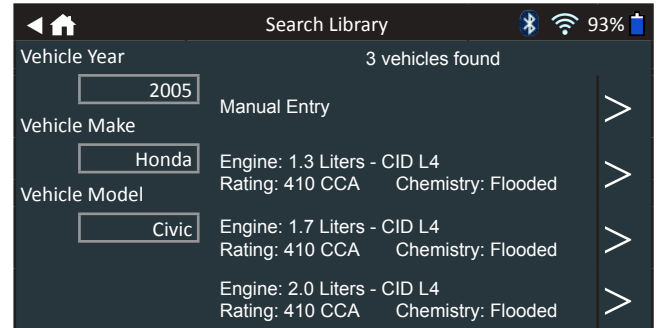 Search Library
93%
Vehicle Year
2005
Vehicle Make
Honda
Vehicle Model
Civic
3 vehicles found
Manual Entry
Engine: 1.3 Liters - CID L4
Rating: 410 CCA Chemistry: Flooded
Engine: 1.7 Liters - CID L4
Rating: 410 CCA Chemistry: Flooded
Engine: 2.0 Liters - CID L4
Rating: 410 CCA Chemistry: Flooded